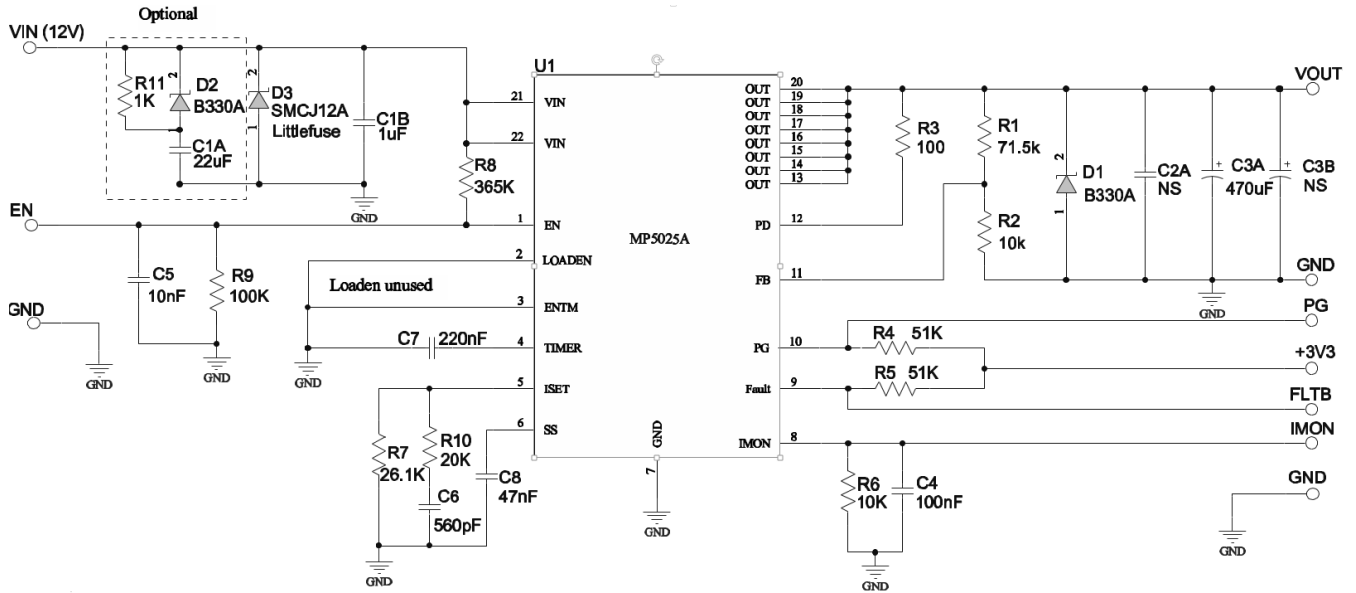 Optional
VIN (12V)
R11
1K
2
D2
B330A
1
C1A
22uF
2
D3
SMCJ12A
Littlefuse
1
C1B
1uF
GND
R8
365K
EN
C5
10nF
R9
100K
GND
GND
GND
Loaden unused
C7
220nF
GND
R7
26.1K
R10
20K
C6
560pF
C8
47nF
GND
U1
MP5025A
21
VIN
22
VIN
1
EN
2
LOADEN
3
ENTM
4
TIMER
5
ISET
6
SS
GND
7
GND
OUT
20
OUT
19
OUT
18
OUT
17
OUT
16
OUT
15
OUT
14
OUT
13
PD
12
FB
11
PG
10
Fault
9
IMON
8
R3
100
R1
71.5k
R2
10k
2
D1
B330A
1
C2A
NS
+
C3A
470uF
+
C3B
NS
VOUT
GND
GND
PG
R4 51K
R5 51K
+3V3
FLTB
IMON
R6
10K
C4
100nF
GND
GND
GND